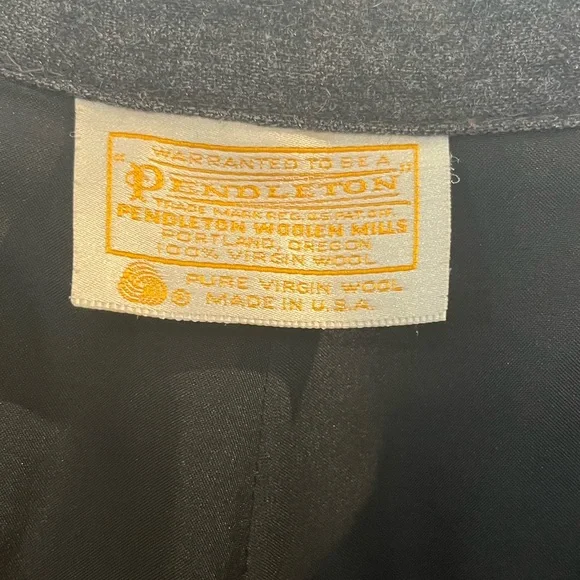 WARRANTED TO BE A
"PENDLETON"
TRADE MARK REG. U.S. PAT. OFF.
PENDLETON WOOLEN MILLS
PORTLAND, OREGON
100% VIRGIN WOOL
® PURE VIRGIN WOOL
MADE IN U.S.A.